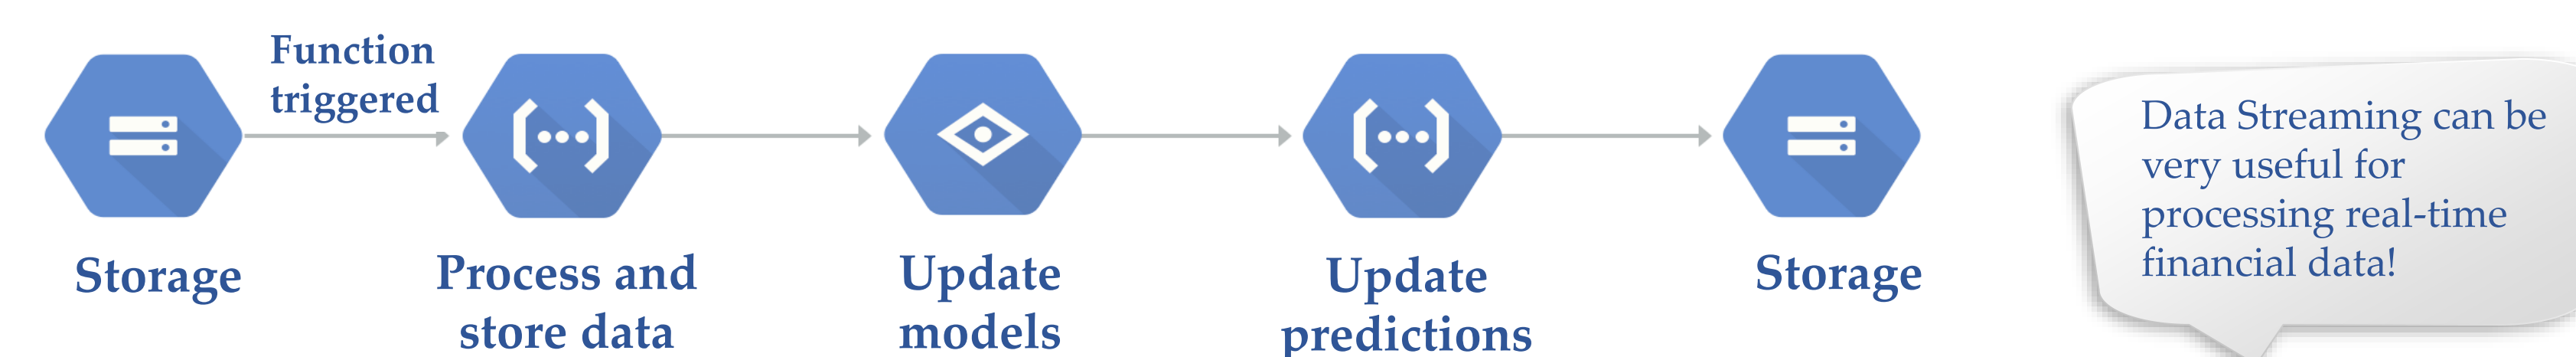 Function
triggered
Storage
Process and
store data
Update
models
Update
predictions
Storage
Data Streaming can be
very useful for
processing real-time
financial data!